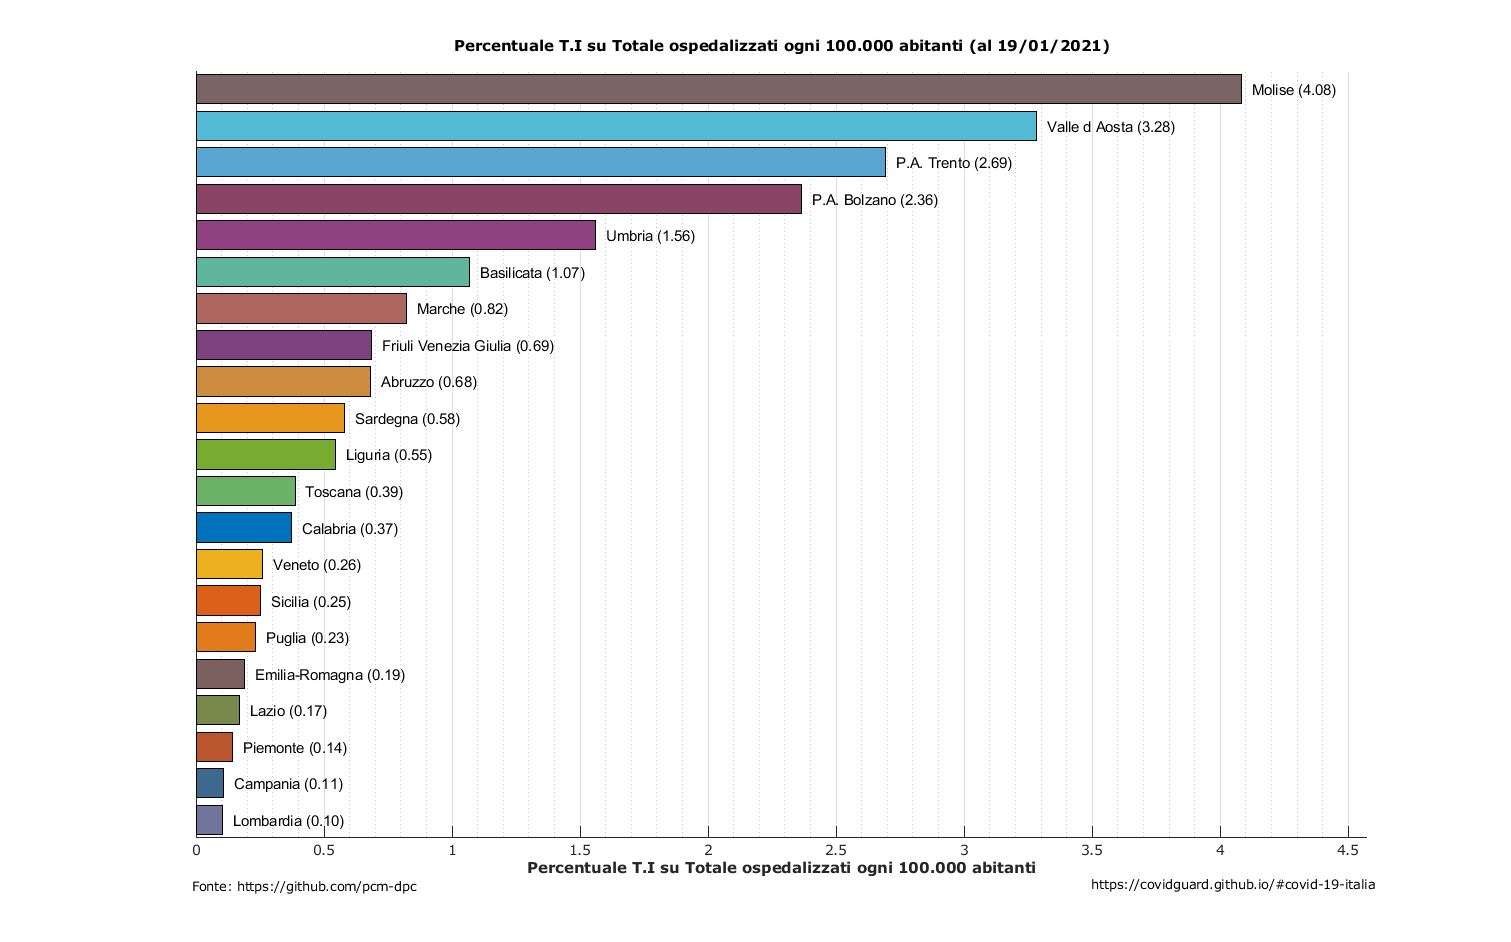 Percentuale T.I su Totale ospedalizzati ogni 100.000 abitanti (al 19/01/2021)
Molise (4.08)
Valle d Aosta (3.28)
P.A. Trento (2.69)
P.A. Bolzano (2.36)
Umbria (1.56)
Basilicata (1.07)
Marche (0.82)
Friuli Venezia Giulia (0.69)
Abruzzo (0.68)
Sardegna (0.58)
Liguria (0.55)
Toscana (0.39)
Calabria (0.37)
Veneto (0.26)
Sicilia (0.25)
Puglia (0.23)
Emilia-Romagna (0.19)
Lazio (0.17)
Piemonte (0.14)
Campania (0.11)
Lombardia (0.10)
0 0.5 1 1.5 2 2.5 3 3.5 4 4.5
Percentuale T.I su Totale ospedalizzati ogni 100.000 abitanti
Fonte: https://github.com/pcm-dpc
https://covidguard.github.io/#covid-19-italia